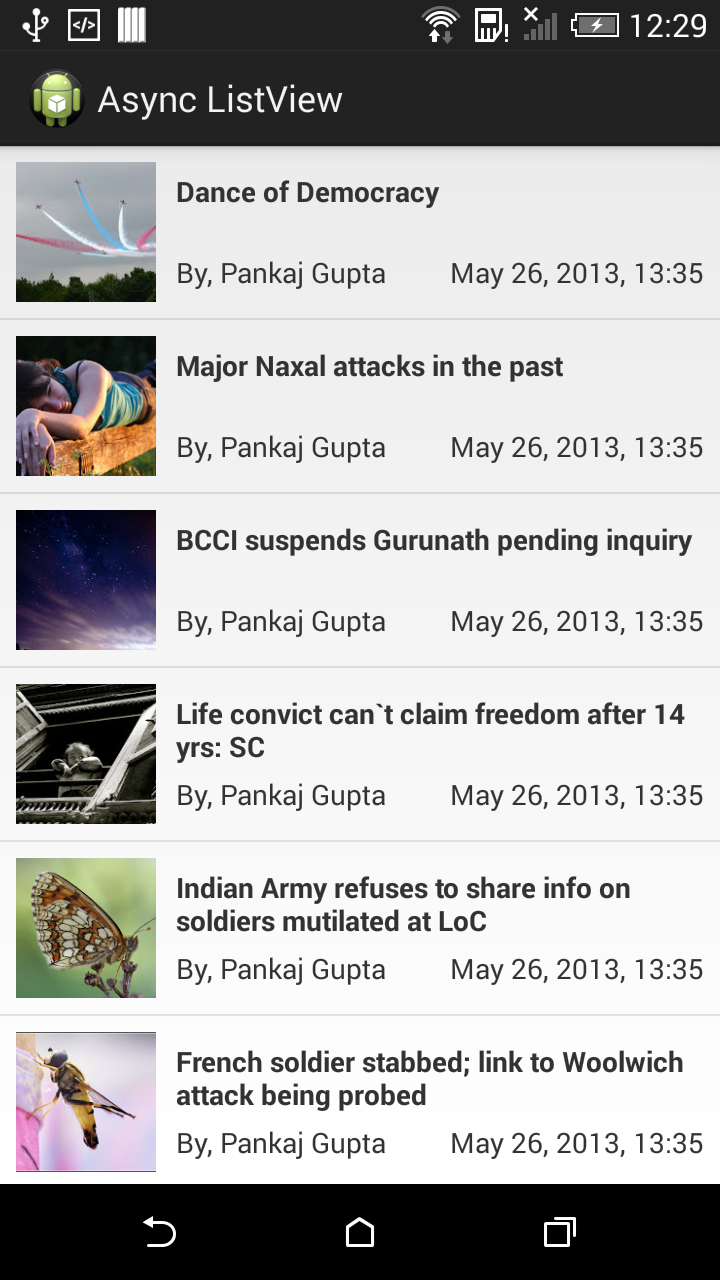 12:29
Async ListView
Dance of Democracy
By, Pankaj Gupta May 26, 2013, 13:35
Major Naxal attacks in the past
By, Pankaj Gupta May 26, 2013, 13:35
BCCI suspends Gurunath pending inquiry
By, Pankaj Gupta May 26, 2013, 13:35
Life convict can`t claim freedom after 14
yrs: SC
By, Pankaj Gupta May 26, 2013, 13:35
Indian Army refuses to share info on
soldiers mutilated at LoC
By, Pankaj Gupta May 26, 2013, 13:35
French soldier stabbed; link to Woolwich
attack being probed
By, Pankaj Gupta May 26, 2013, 13:35